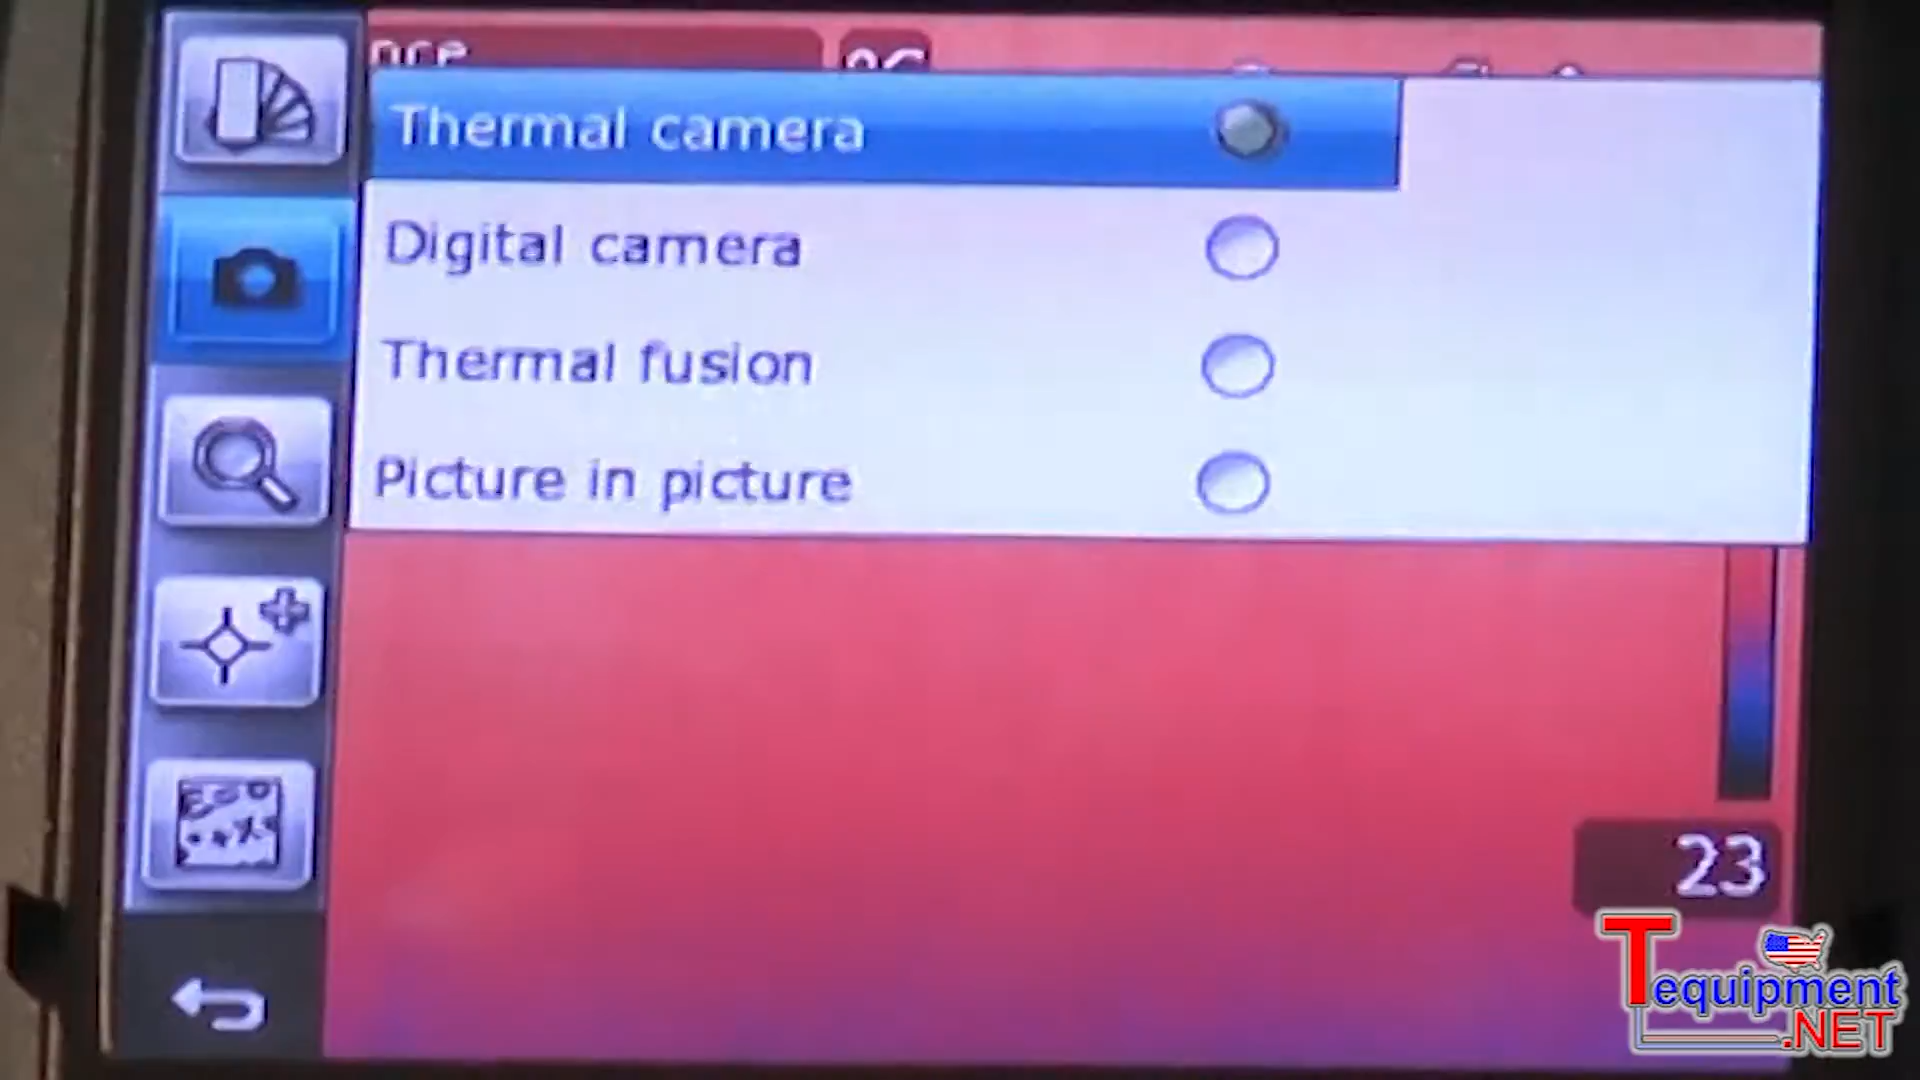 Thermal camera
Digital camera
Thermal fusion
Picture in picture
23
Tequipment
.NET